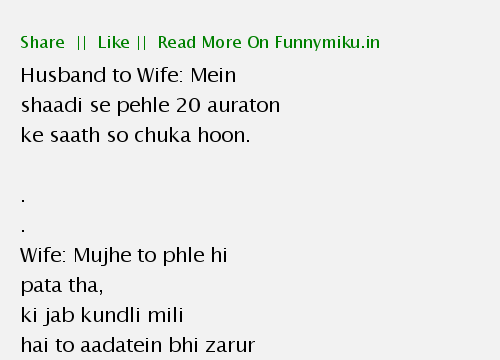 Share || Like || Read More On Funnymiku.in
Husband to Wife: Mein
shaadi se pehle 20 auraton
ke saath so chuka hoon.
.
.
Wife: Mujhe to phle hi
pata tha,
ki jab kundli mili
hai to aadatein bhi zarur